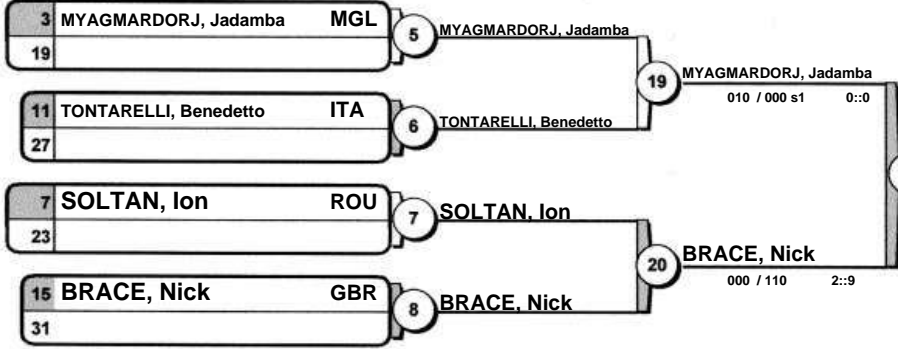 3 MYAGMARDORJ, Jadamba MGL
19
5
MYAGMARDORJ, Jadamba
11 TONTARELLI, Benedetto ITA
27
6
TONTARELLI, Benedetto
19
MYAGMARDORJ, Jadamba
010 / 000 s1 0::0
7 SOLTAN, Ion ROU
23
7
SOLTAN, Ion
15 BRACE, Nick GBR
31
8
BRACE, Nick
20
BRACE, Nick
000 / 110 2::9